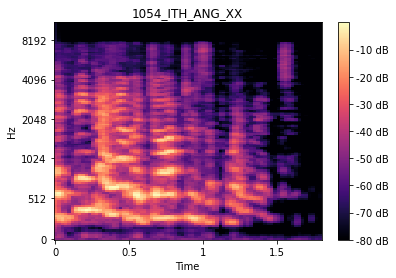 1054_ITH_ANG_XX
8192
4096
2048
1024
512
0
Hz
0
0.5
1
1.5
Time
-10 dB
-20 dB
-30 dB
-40 dB
-50 dB
-60 dB
-70 dB
-80 dB